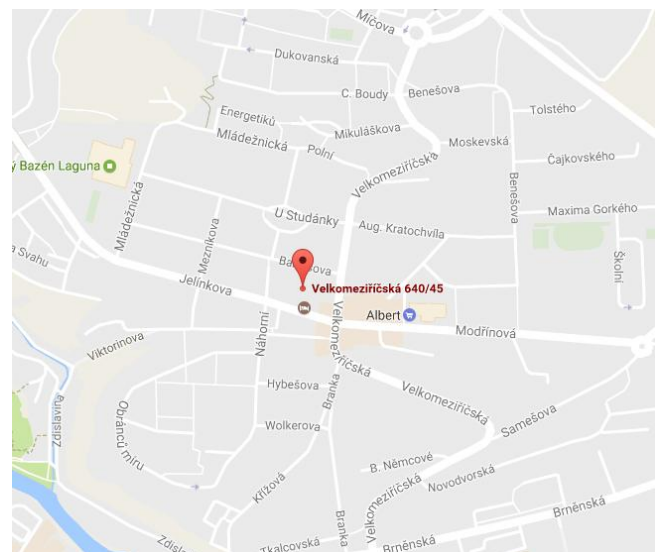 Míčova
Dukovanská
C. Boudy
Benešova
Tolstého
Energetiků
Mládežnická
Mikuláškova
Polní
Moskevská
Čajkovského
ý Bazén Laguna
Velkomeziříčská
Benešova
Mládežnická
Mezníkova
U Studánky
Aug. Kratochvíla
Maxima Gorkého
a Svahu
Školní
Jelínkova
Velkomeziříčská 640/45
Albert
Modřínová
Viktorinova
Náhorní
Velkomeziříčská
Hybešova
Velkomeziříčská
Zdislavina
Obránců míru
Branka
Wolkerova
Samešova
B. Němcové
Křížová
Velkomeziříčská
Novodvorská
Brněnská
Branka
Tkalcovská
Brněnská